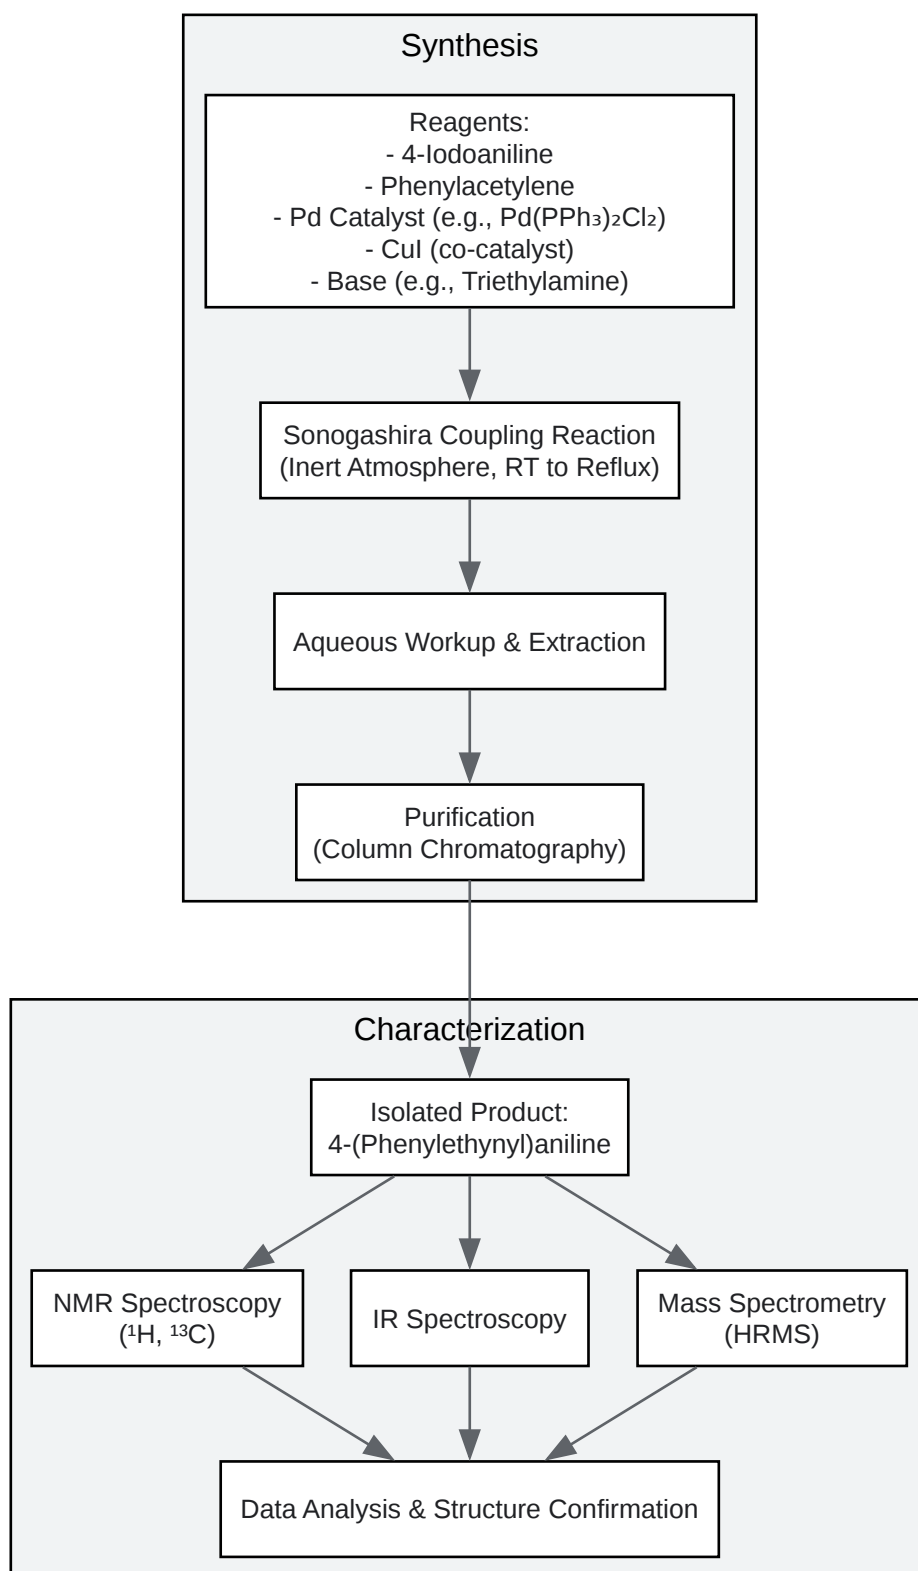 Synthesis
Reagents:
- 4-Iodoaniline
- Phenylacetylene
- Pd Catalyst (e.g., Pd(PPh₃)₂Cl₂)
- CuI (co-catalyst)
- Base (e.g., Triethylamine)
Sonogashira Coupling Reaction
(Inert Atmosphere, RT to Reflux)
Aqueous Workup & Extraction
Purification
(Column Chromatography)
Characterization
Isolated Product:
4-(Phenylethynyl)aniline
NMR Spectroscopy
(¹H, ¹³C)
IR Spectroscopy
Mass Spectrometry
(HRMS)
Data Analysis & Structure Confirmation